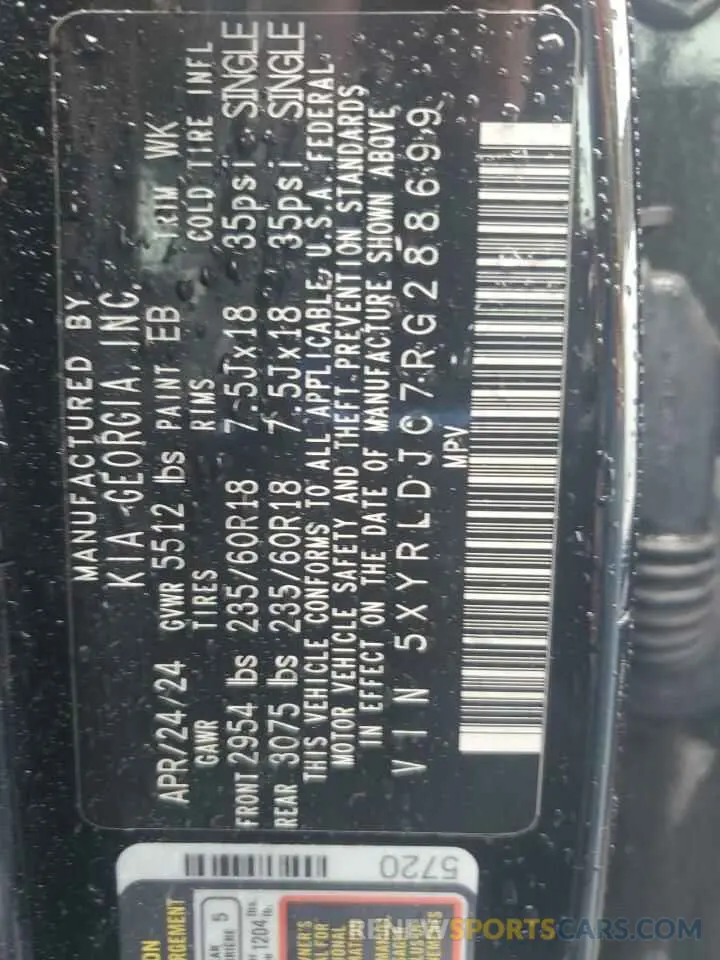 MANUFACTURED BY
KIA GEORGIA, INC.
APR/24/24 GVWR 5512 lbs PAINT EB TRIM WK
GAWR TIRES RIMS COLD TIRE INFL
FRONT 2954 lbs 235/60R18 7.5Jx18 35psi SINGLE
REAR 3075 lbs 235/60R18 7.5Jx18 35psi SINGLE
THIS VEHICLE CONFORMS TO ALL APPLICABLE U.S.A. FEDERAL
MOTOR VEHICLE SAFETY AND THEFT PREVENTION STANDARDS
IN EFFECT ON THE DATE OF MANUFACTURE SHOWN ABOVE
VIN 5XYRLDJC7RG288699
MPV
5720
5
1204
RENEWSPORTSCARS.COM